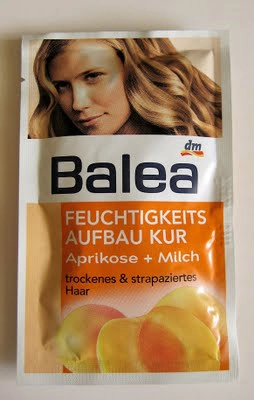 dm
Balea
FEUCHTIGKEITS
AUFBAU KUR
Aprikose + Milch
trockenes & strapaziertes
Haar